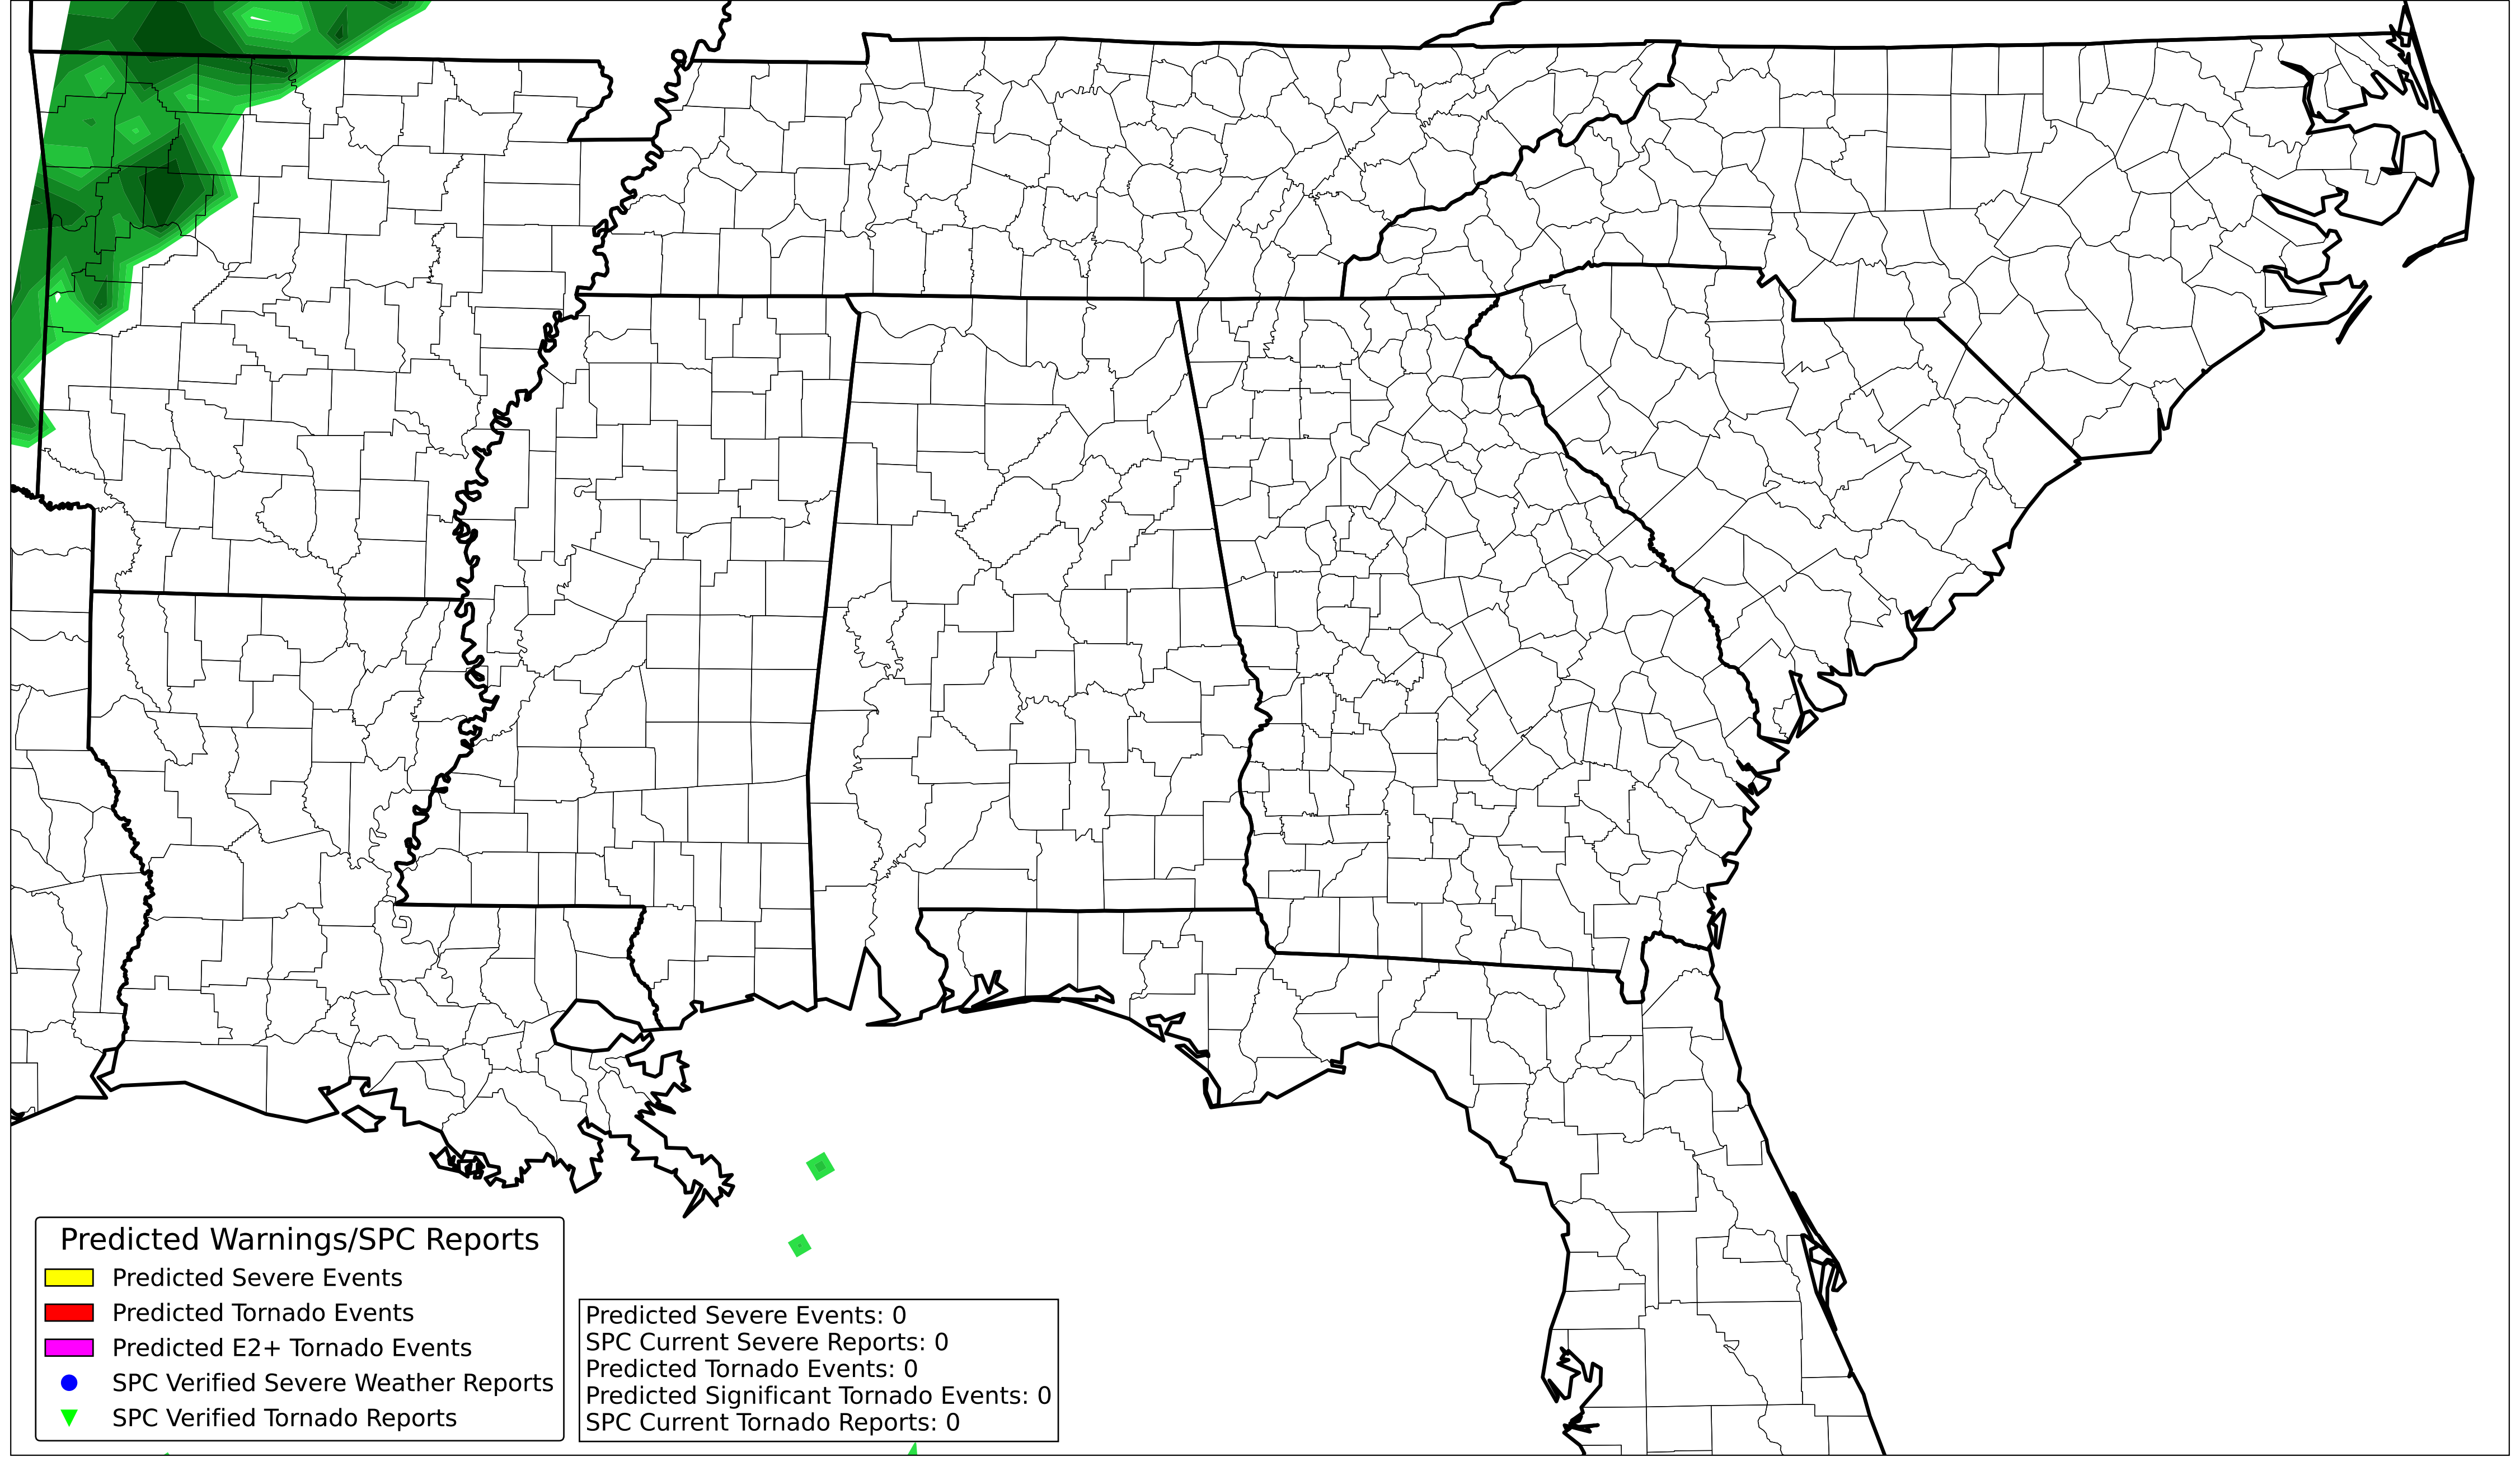 Predicted Warnings/SPC Reports
Predicted Severe Events
Predicted Tornado Events
Predicted E2+ Tornado Events
SPC Verified Severe Weather Reports
SPC Verified Tornado Reports
Predicted Severe Events: 0
SPC Current Severe Reports: 0
Predicted Tornado Events: 0
Predicted Significant Tornado Events: 0
SPC Current Tornado Reports: 0